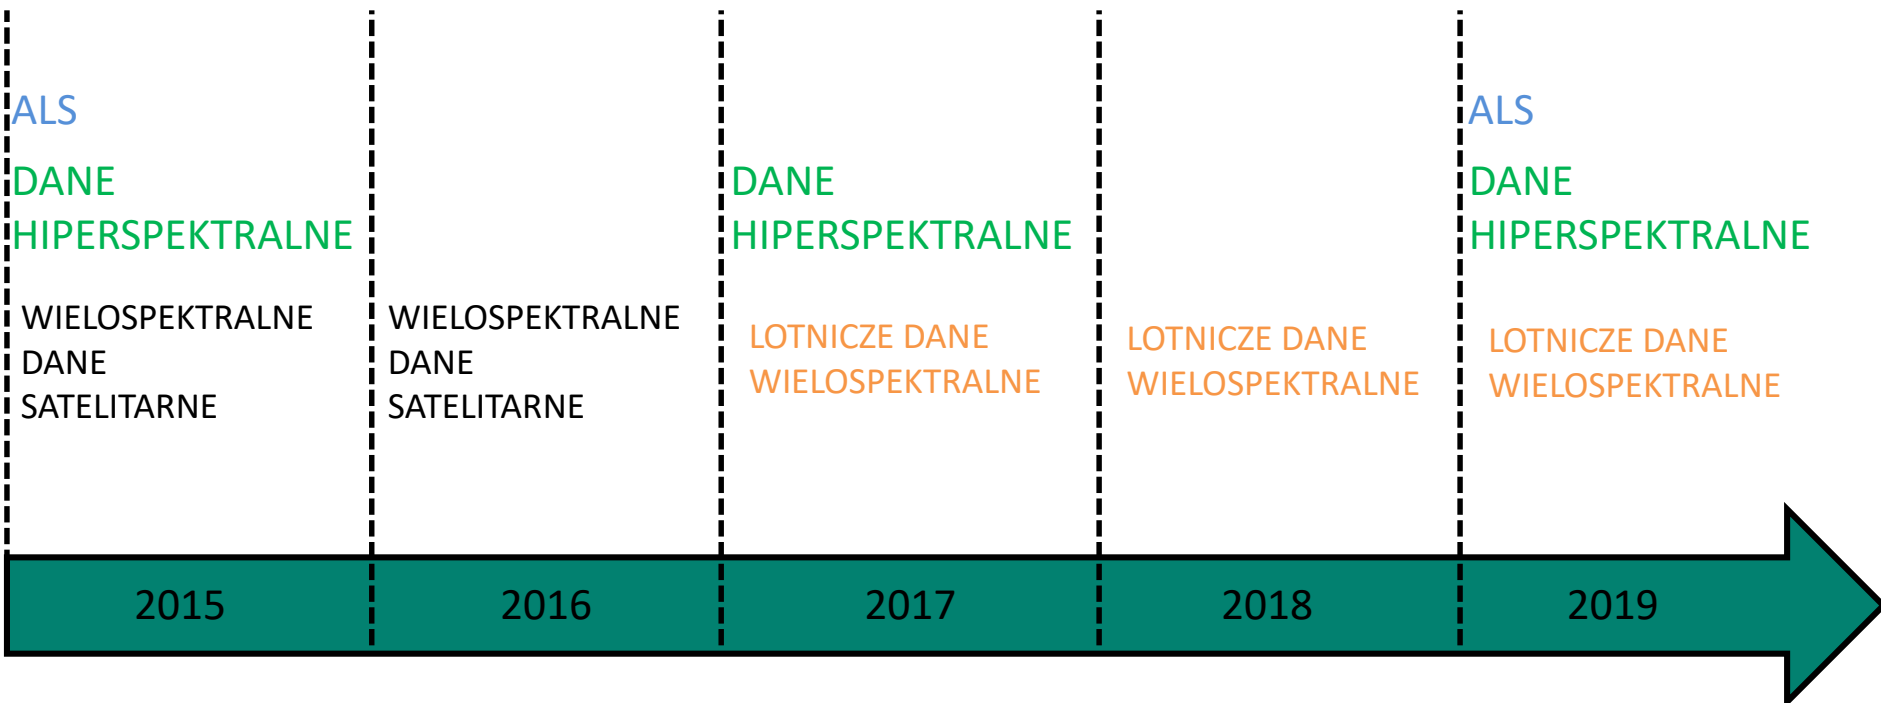 ALS
DANE
HIPERSPEKTRALNE
WIELOSPEKTRALNE
DANE
SATELITARNE
WIELOSPEKTRALNE
DANE
SATELITARNE
DANE
HIPERSPEKTRALNE
LOTNICZE DANE
WIELOSPEKTRALNE
LOTNICZE DANE
WIELOSPEKTRALNE
ALS
DANE
HIPERSPEKTRALNE
LOTNICZE DANE
WIELOSPEKTRALNE
2015
2016
2017
2018
2019